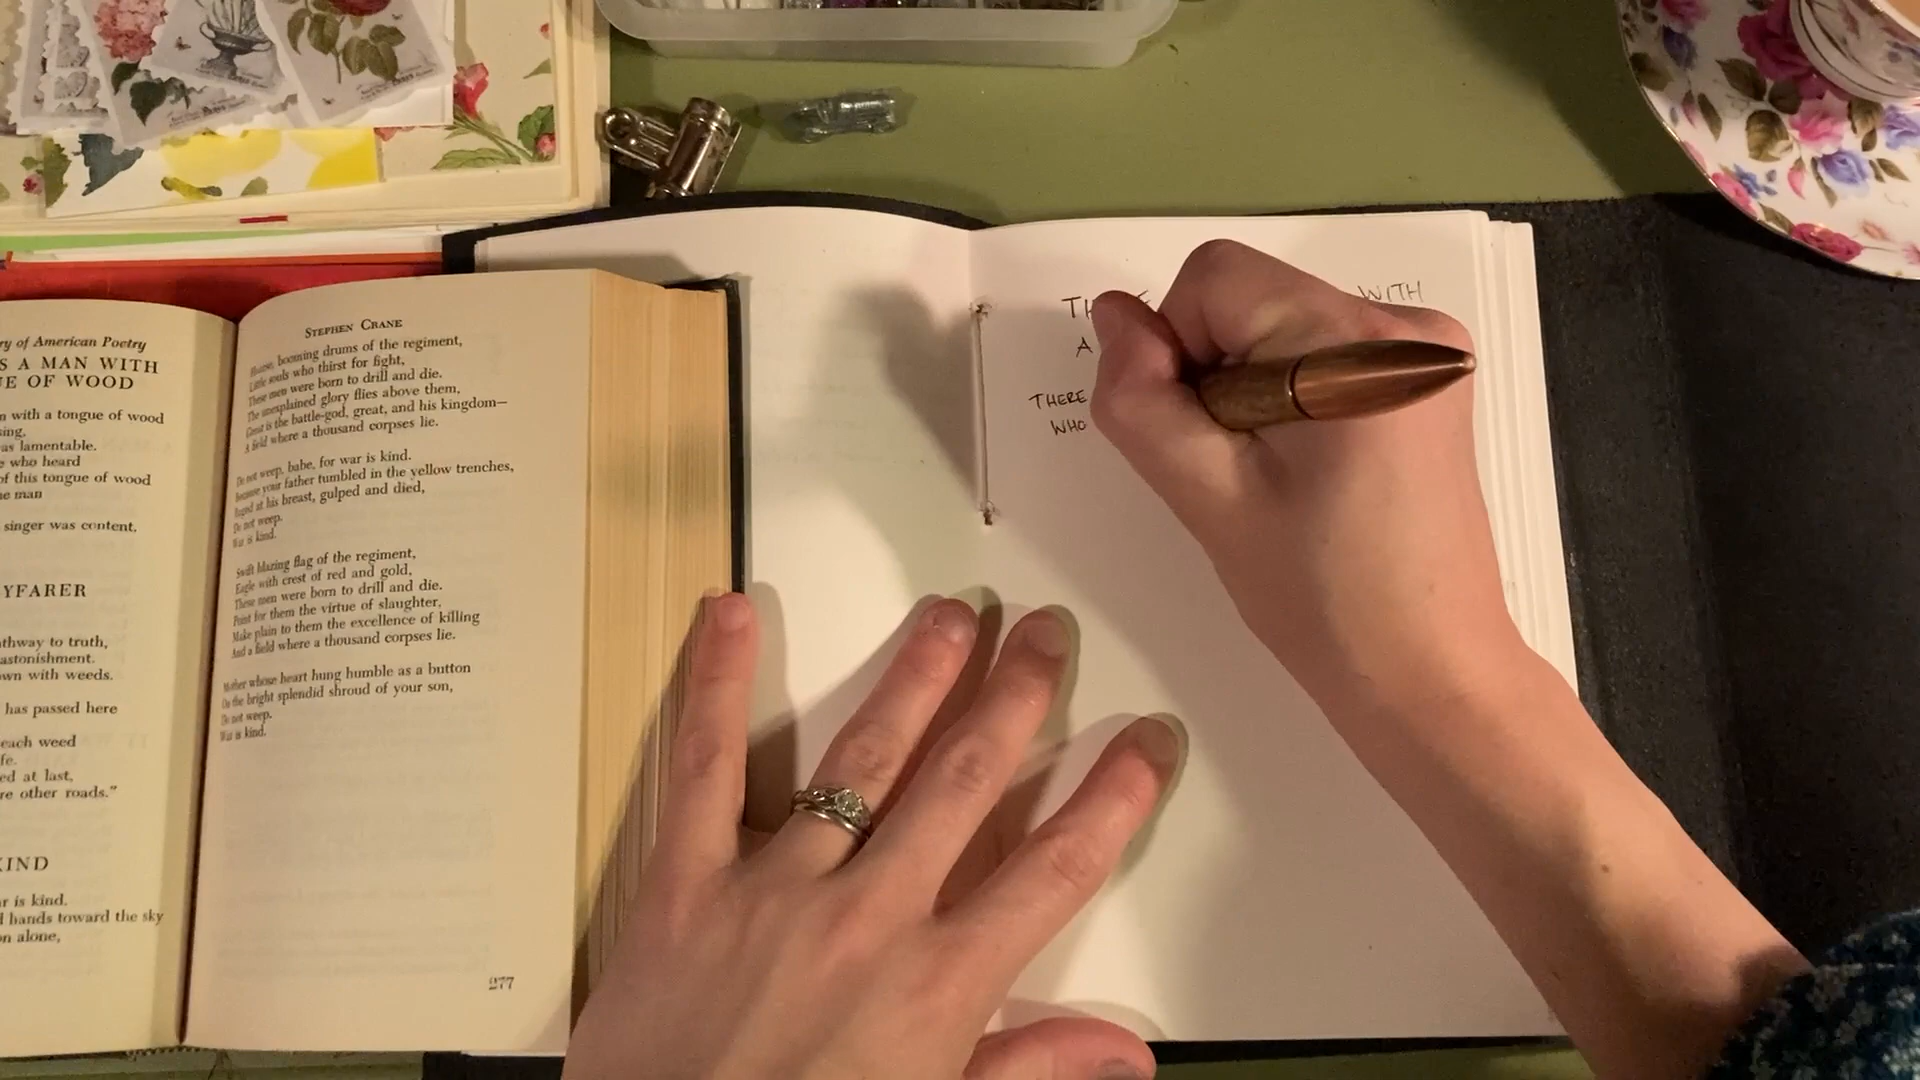 ry of American Poetry
S A MAN WITH
E OF WOOD
n with a tongue of wood
ing,
as lamentable.
e who heard
of this tongue of wood
e man
singer was content.
YFARER
thway to truth,
astonishment.
wn with weeds.
has passed here
each weed
fe.
ed at last,
re other roads."
KIND
r is kind.
d hands toward the sky
n alone,
STEPHEN CRANE
Hoarse, booming drums of the regiment,
Little souls who thirst for fight,
These men were born to drill and die.
The unexplained glory flies above them,
Great is the battle-god, great, and his kingdom—
A field where a thousand corpses lie.
Do not weep, babe, for war is kind.
Because your father tumbled in the yellow trenches,
Raged at his breast, gulped and died,
Do not weep.
War is kind.
Swift blazing flag of the regiment,
Eagle with crest of red and gold,
These men were born to drill and die.
Point for them the virtue of slaughter,
Make plain to them the excellence of killing
And a field where a thousand corpses lie.
Mother whose heart hung humble as a button
On the bright splendid shroud of your son,
Do not weep.
War is kind.
277
WITH
A
THERE
WHO